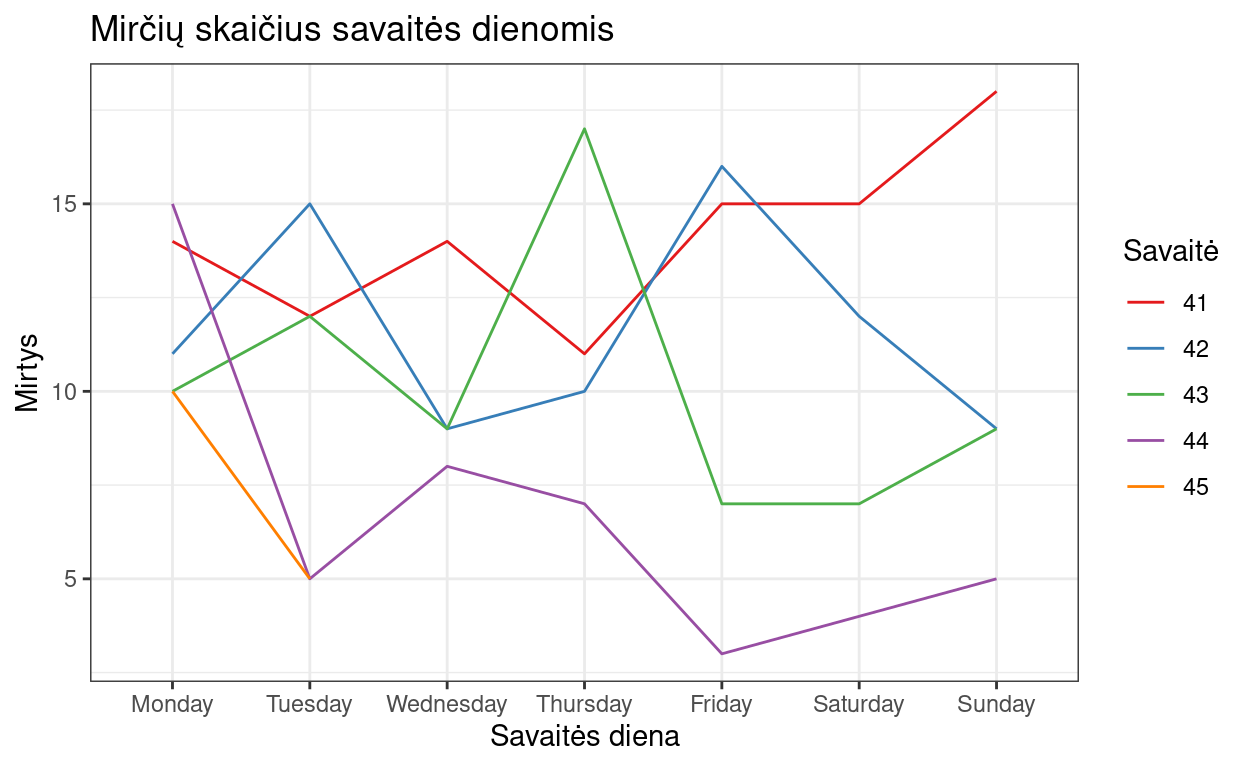 Mirčių skaičius savaitės dienomis
Mirtys
15
10
5
Monday Tuesday Wednesday Thursday Friday Saturday Sunday
Savaitės diena
Savaitė
41
42
43
44
45